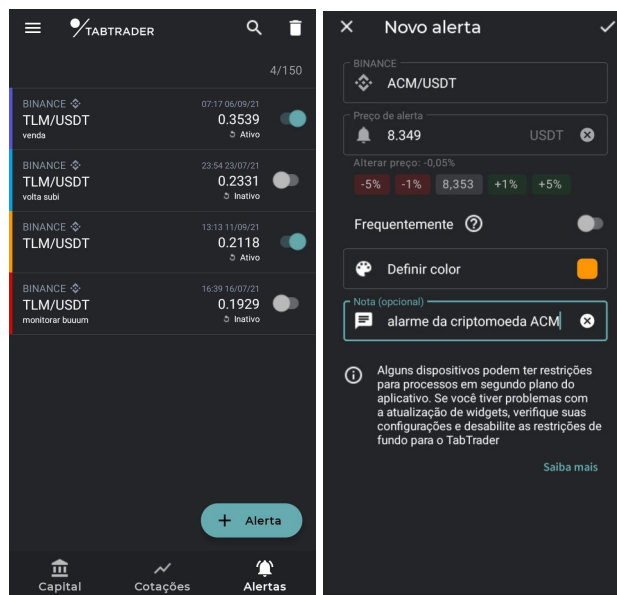 TABTRADER
4/150
BINANCE
07:17 06/09/21
TLM/USDT
0.3539
venda
Ativo
BINANCE
23:54 23/07/21
TLM/USDT
0.2331
volta subi
Inativo
BINANCE
13:13 11/09/21
TLM/USDT
0.2118
Ativo
BINANCE
16:39 16/07/21
TLM/USDT
0.1929
monitorar buuum
Inativo
+ Alerta
Capital
Cotações
Alertas
Novo alerta
BINANCE
ACM/USDT
Preço de alerta
8.349
USDT
Alterar preço: -0,05%
-5%
-1%
8,353
+1%
+5%
Frequentemente
Definir color
Nota (opcional)
alarme da criptomoeda ACM
Alguns dispositivos podem ter restrições
para processos em segundo plano do
aplicativo. Se você tiver problemas com
a atualização de widgets, verifique suas
configurações e desabilite as restrições de
fundo para o TabTrader
Saiba mais